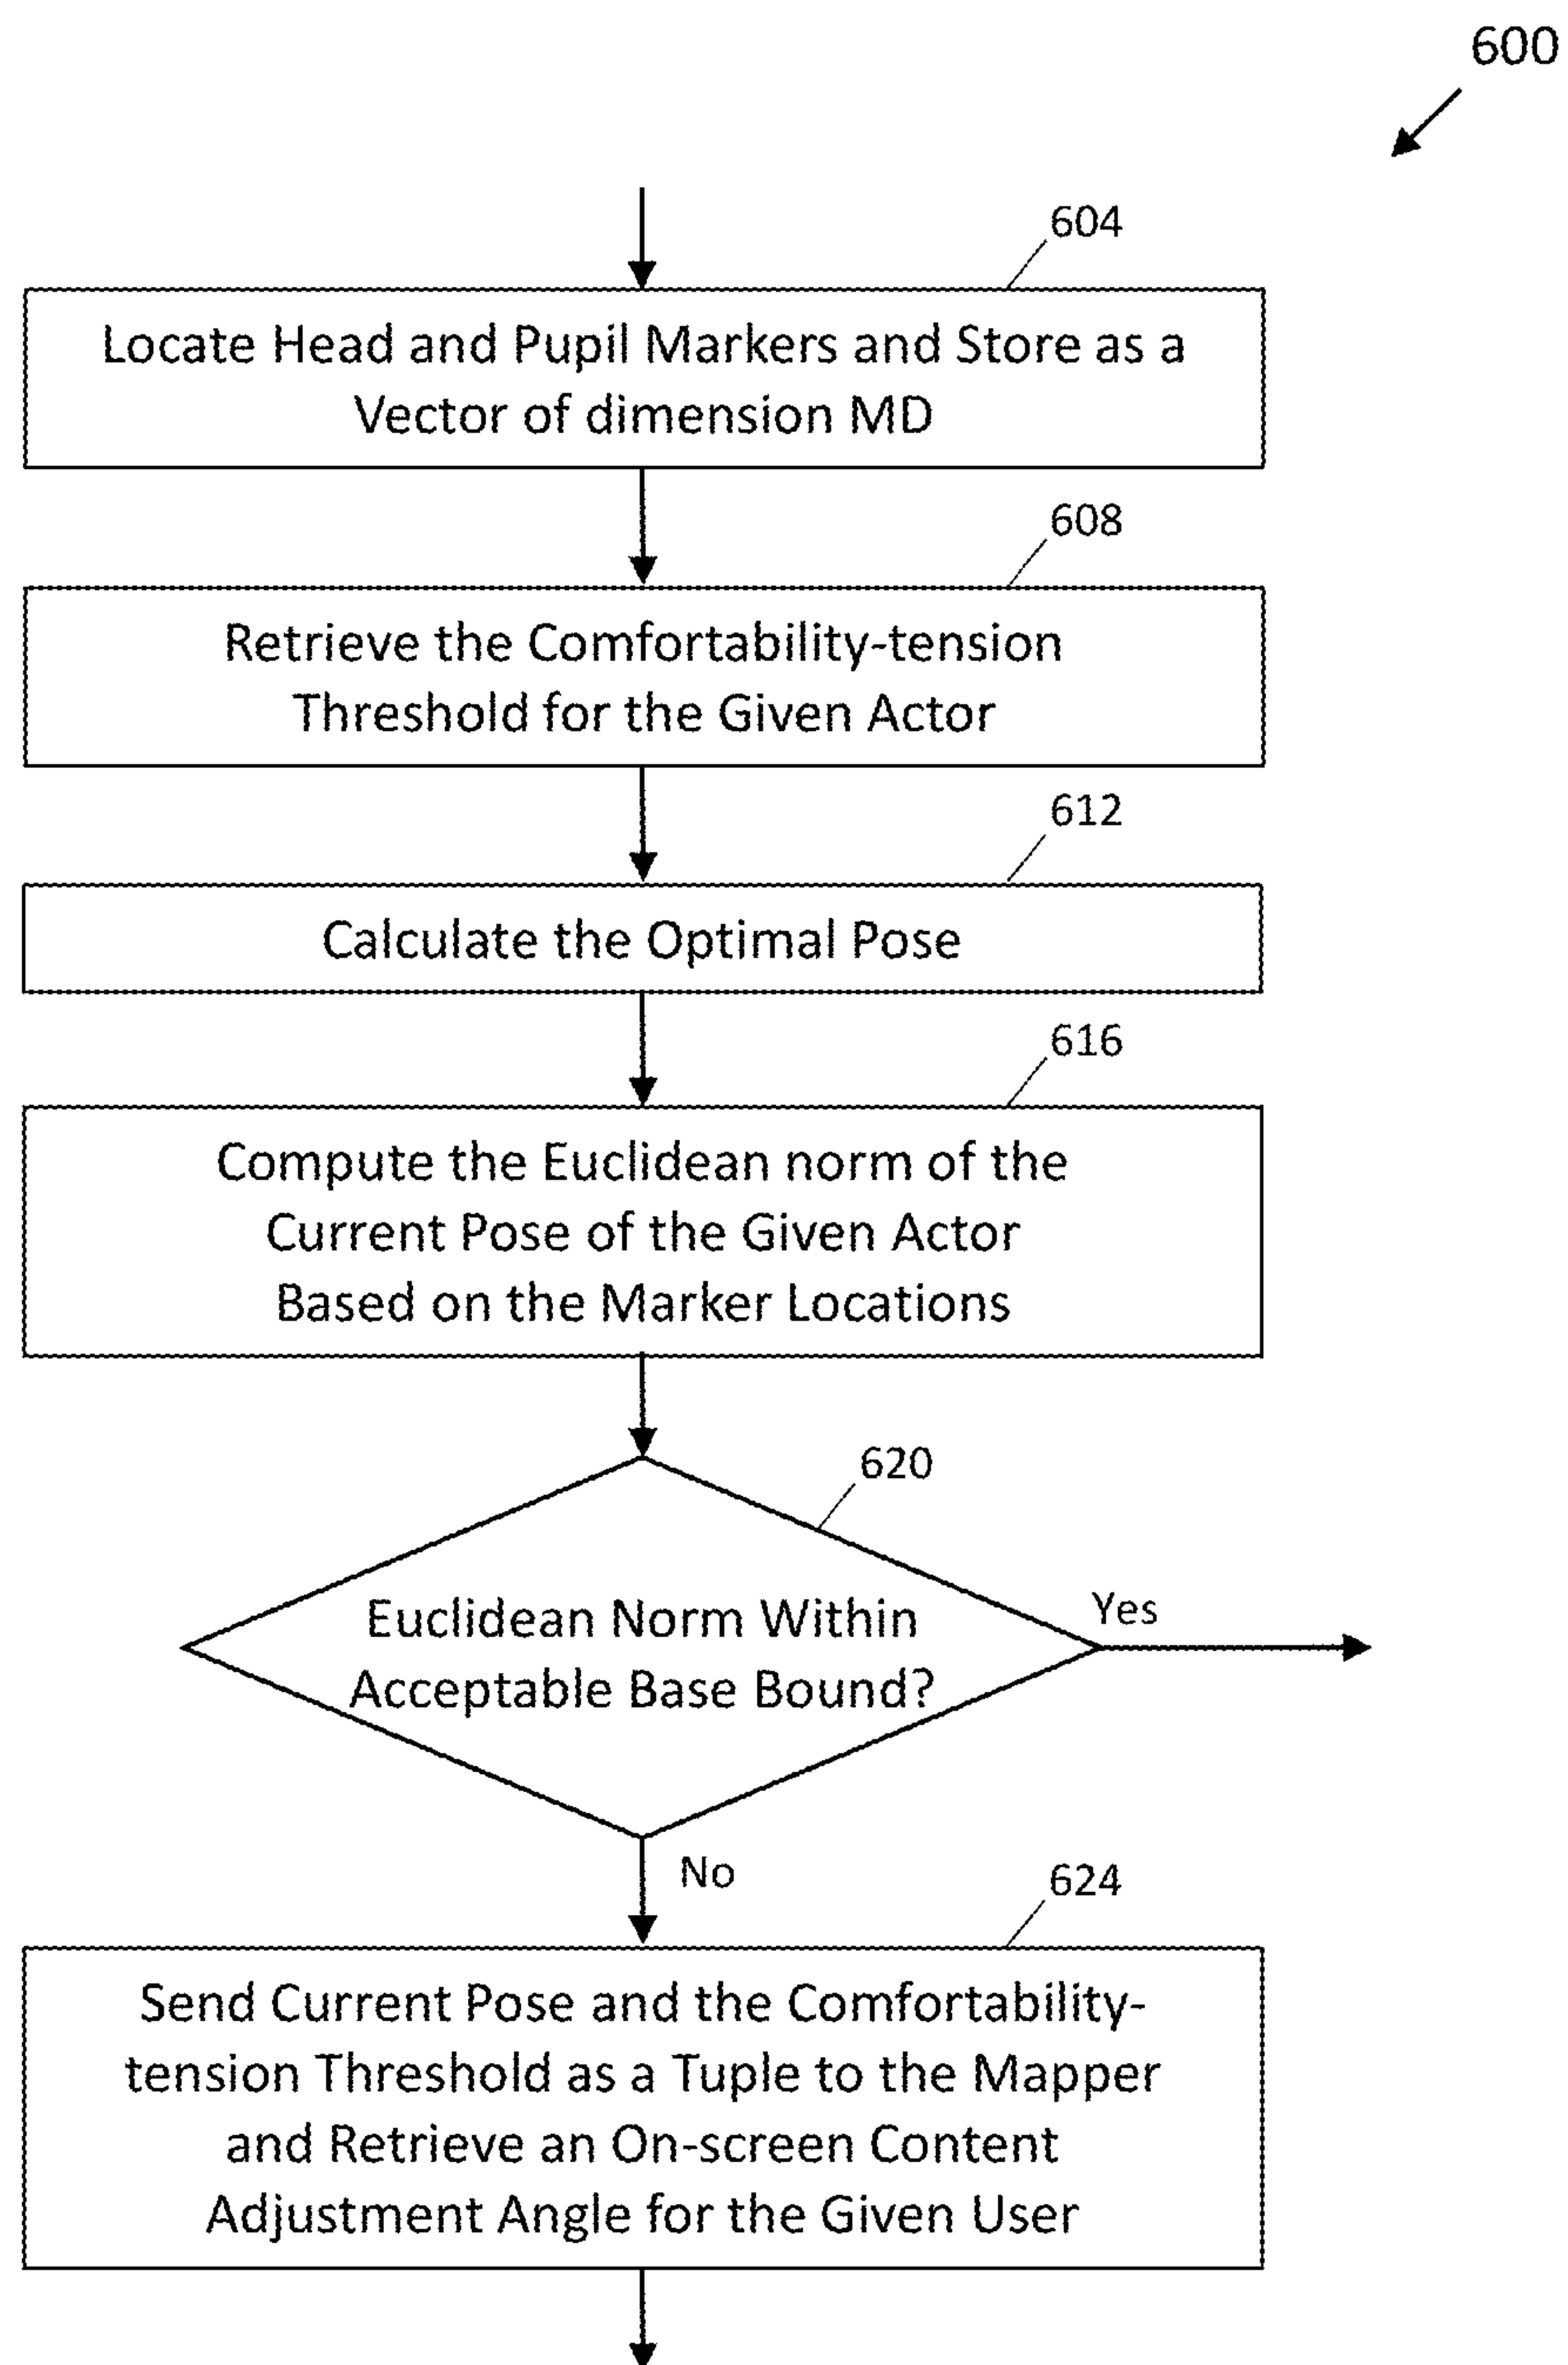 600
604
Locate Head and Pupil Markers and Store as a
Vector of dimension MD
608
Retrieve the Comfortability-tension
Threshold for the Given Actor
612
Calculate the Optimal Pose
616
Compute the Euclidean norm of the
Current Pose of the Given Actor
Based on the Marker Locations
620
Euclidean Norm Within
Acceptable Base Bound?
Yes
No
624
Send Current Pose and the Comfortability-
tension Threshold as a Tuple to the Mapper
and Retrieve an On-screen Content
Adjustment Angle for the Given User